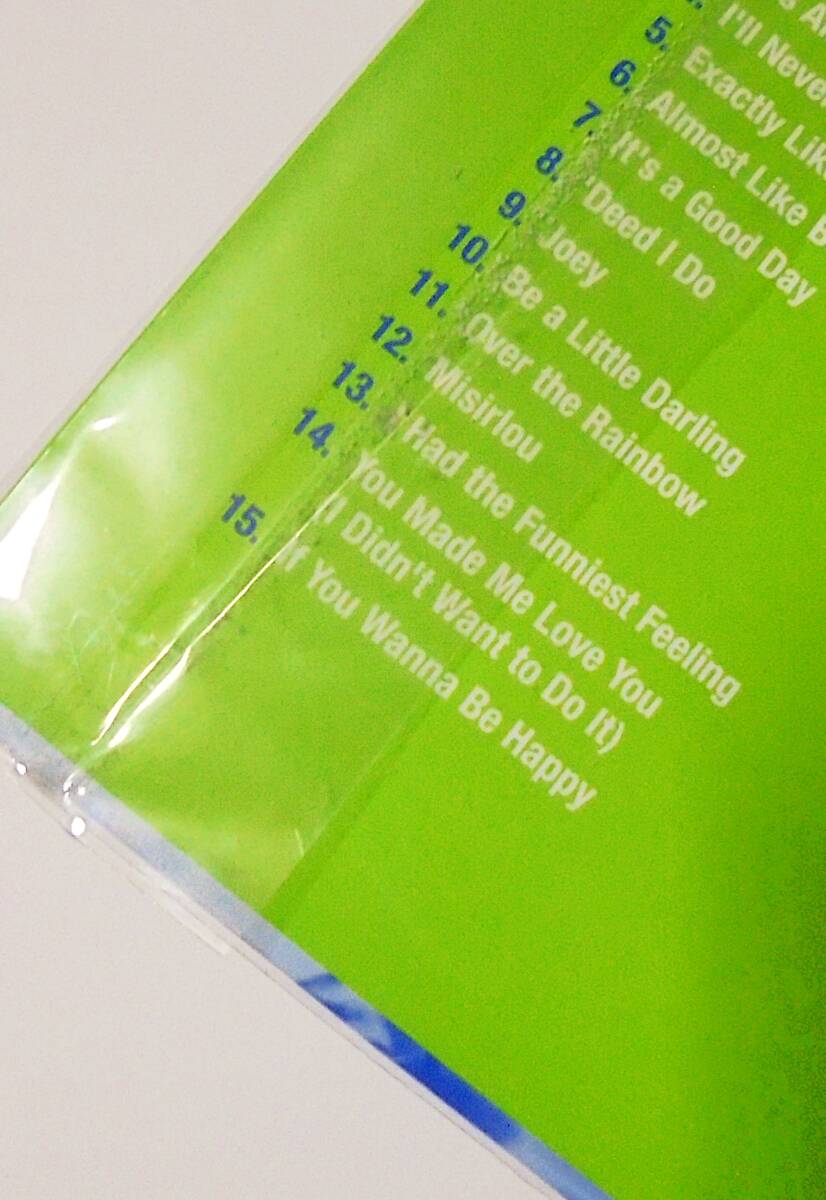 I'll Never
5. Exactly
6. Almost Like
7. It's a Good Day
8. 'Deed I Do
9. Joey
10. Be a Little Darling
11. Over the Rainbow
12. Misirlou
13. I Had the Funniest Feeling
14. You Made Me Love You
(I Didn't Want to Do It)
15. If You Wanna Be Happy